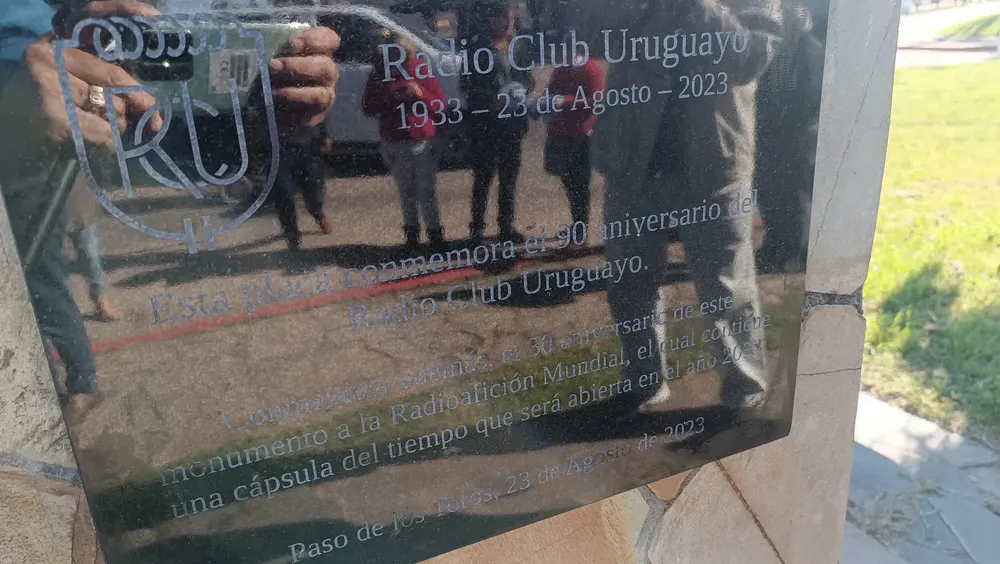 RCU
Radio Club Uruguayo
1933 – 23 de Agosto – 2023
Esta placa conmemora el 90 aniversario del
Radio Club Uruguayo.
Conmemora además, el 30 aniversario de este
monumento a la Radioafición Mundial, el cual contiene
una cápsula del tiempo que será abierta en el año
Paso de los Toros, 23 de Agosto de 2023